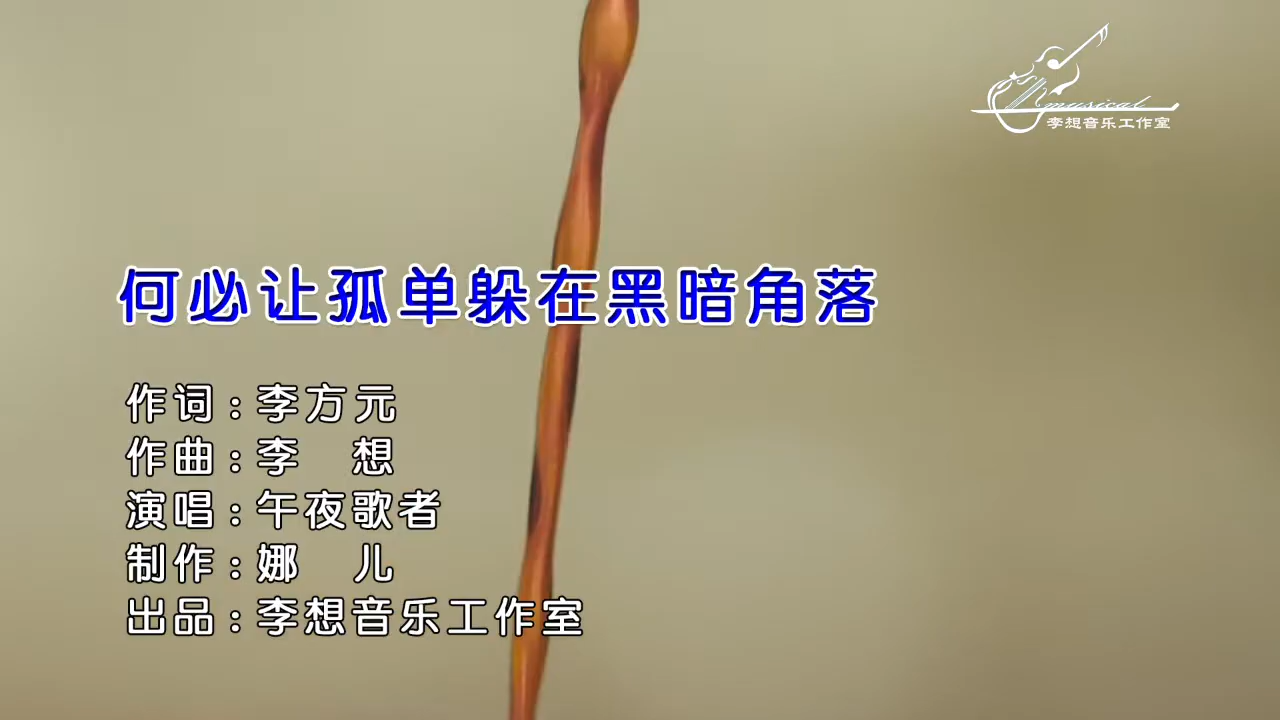 musical
李想音乐工作室
何必让孤单躲在黑暗角落
作词:李方元
作曲:李 想
演唱:午夜歌者
制作:娜 儿
出品:李想音乐工作室